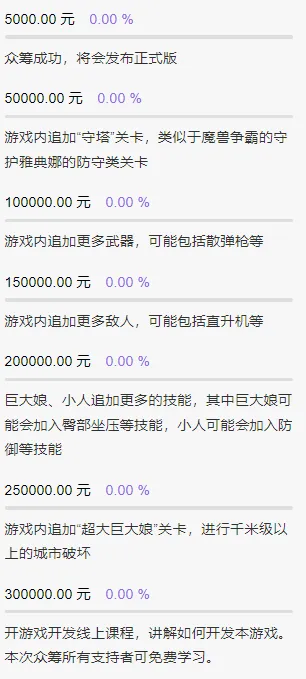 5000.00 元 0.00 %
众筹成功，将会发布正式版
50000.00 元 0.00 %
游戏内追加“守塔”关卡，类似于魔兽争霸的守
护雅典娜的防守类关卡
100000.00 元 0.00 %
游戏内追加更多武器，可能包括散弹枪等
150000.00 元 0.00 %
游戏内追加更多敌人，可能包括直升机等
200000.00 元 0.00 %
巨大娘、小人追加更多的技能，其中巨大娘可
能会加入臀部坐压等技能，小人可能会加入防
御等技能
250000.00 元 0.00 %
游戏内追加“超大巨大娘”关卡，进行千米级以
上的城市破坏
300000.00 元 0.00 %
开游戏开发线上课程，讲解如何开发本游戏。
本次众筹所有支持者可免费学习。